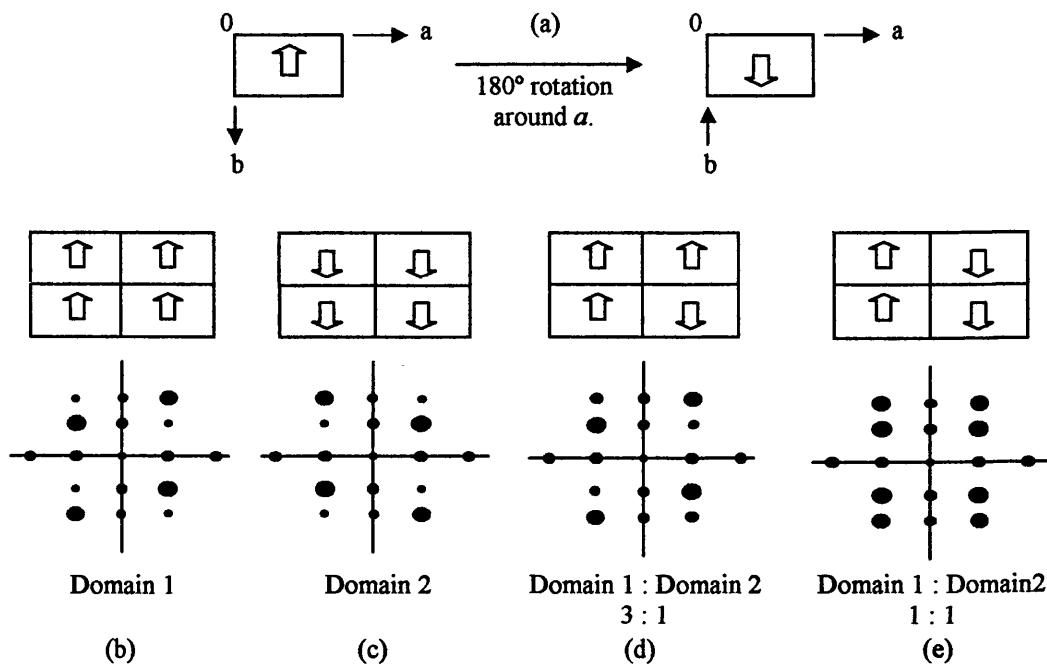 0 a (a) 0 a
180° rotation
around a.
b b
Domain 1 Domain 2 Domain 1 : Domain 2 Domain 1 : Domain2
3 : 1 1 : 1
(b) (c) (d) (e)